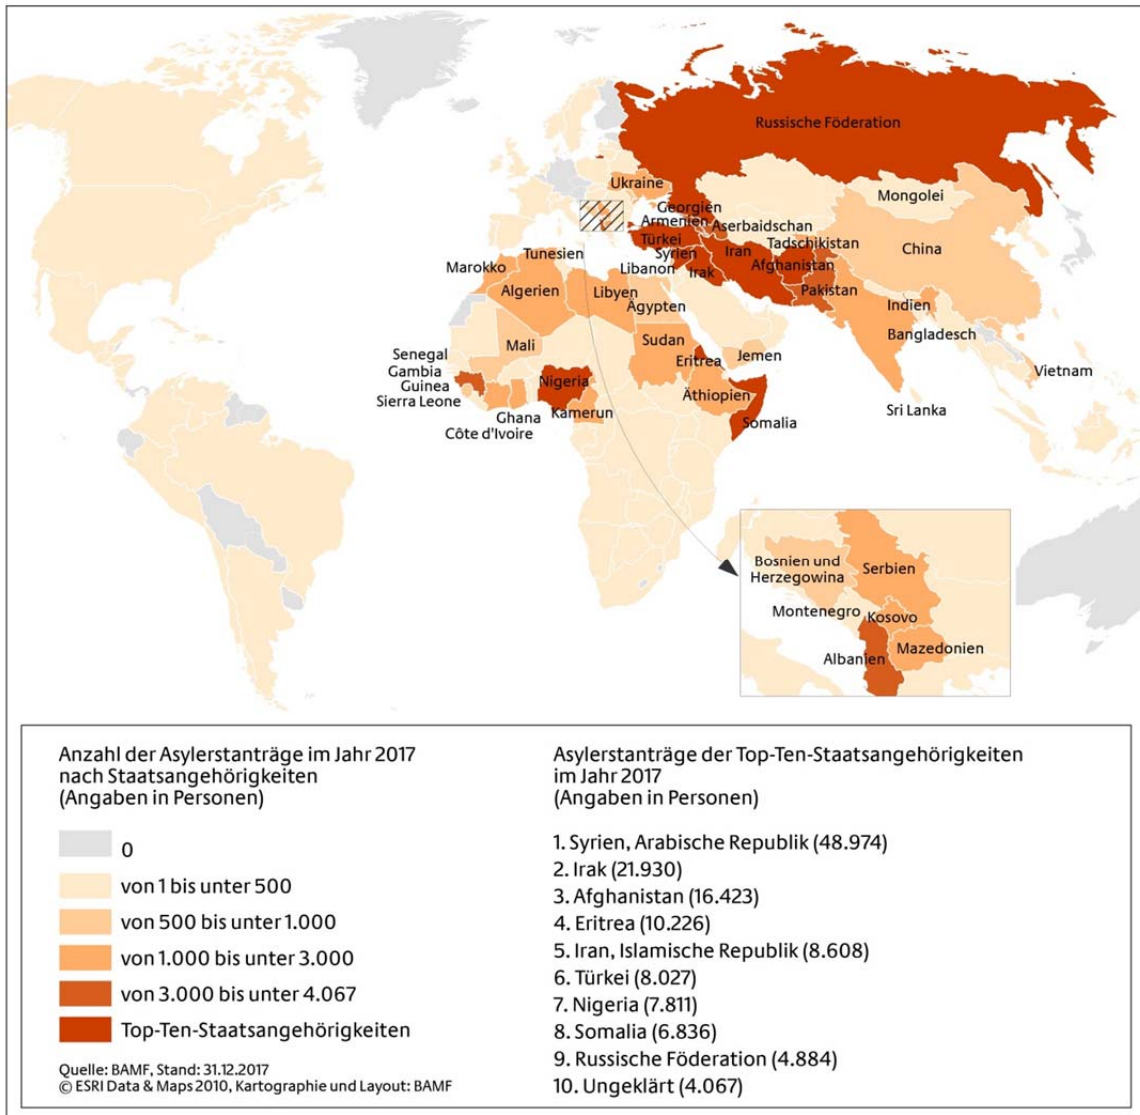 Russische Föderation
Ukraine
Mongolei
Georgien
Armenien
Aserbaidschan
Türkei
Tadschikistan
China
Tunesien
Syrien
Iran
Afghanistan
Marokko
Libanon
Irak
Algerien
Libyen
Pakistan
Ägypten
Indien
Bangladesch
Sudan
Mali
Senegal
Eritrea
Jemen
Gambia
Vietnam
Guinea
Nigeria
Sierra Leone
Äthiopien
Sri Lanka
Ghana
Kamerun
Somalia
Côte d'Ivoire
Bosnien und
Herzegowina
Serbien
Montenegro
Kosovo
Mazedonien
Albanien
Anzahl der Asylerstanträge im Jahr 2017
nach Staatsangehörigkeiten
(Angaben in Personen)
0
von 1 bis unter 500
von 500 bis unter 1.000
von 1.000 bis unter 3.000
von 3.000 bis unter 4.067
Top-Ten-Staatsangehörigkeiten
Quelle: BAMF, Stand: 31.12.2017
© ESRI Data & Maps 2010, Kartographie und Layout: BAMF
Asylerstanträge der Top-Ten-Staatsangehörigkeiten
im Jahr 2017
(Angaben in Personen)
1. Syrien, Arabische Republik (48.974)
2. Irak (21.930)
3. Afghanistan (16.423)
4. Eritrea (10.226)
5. Iran, Islamische Republik (8.608)
6. Türkei (8.027)
7. Nigeria (7.811)
8. Somalia (6.836)
9. Russische Föderation (4.884)
10. Ungeklärt (4.067)